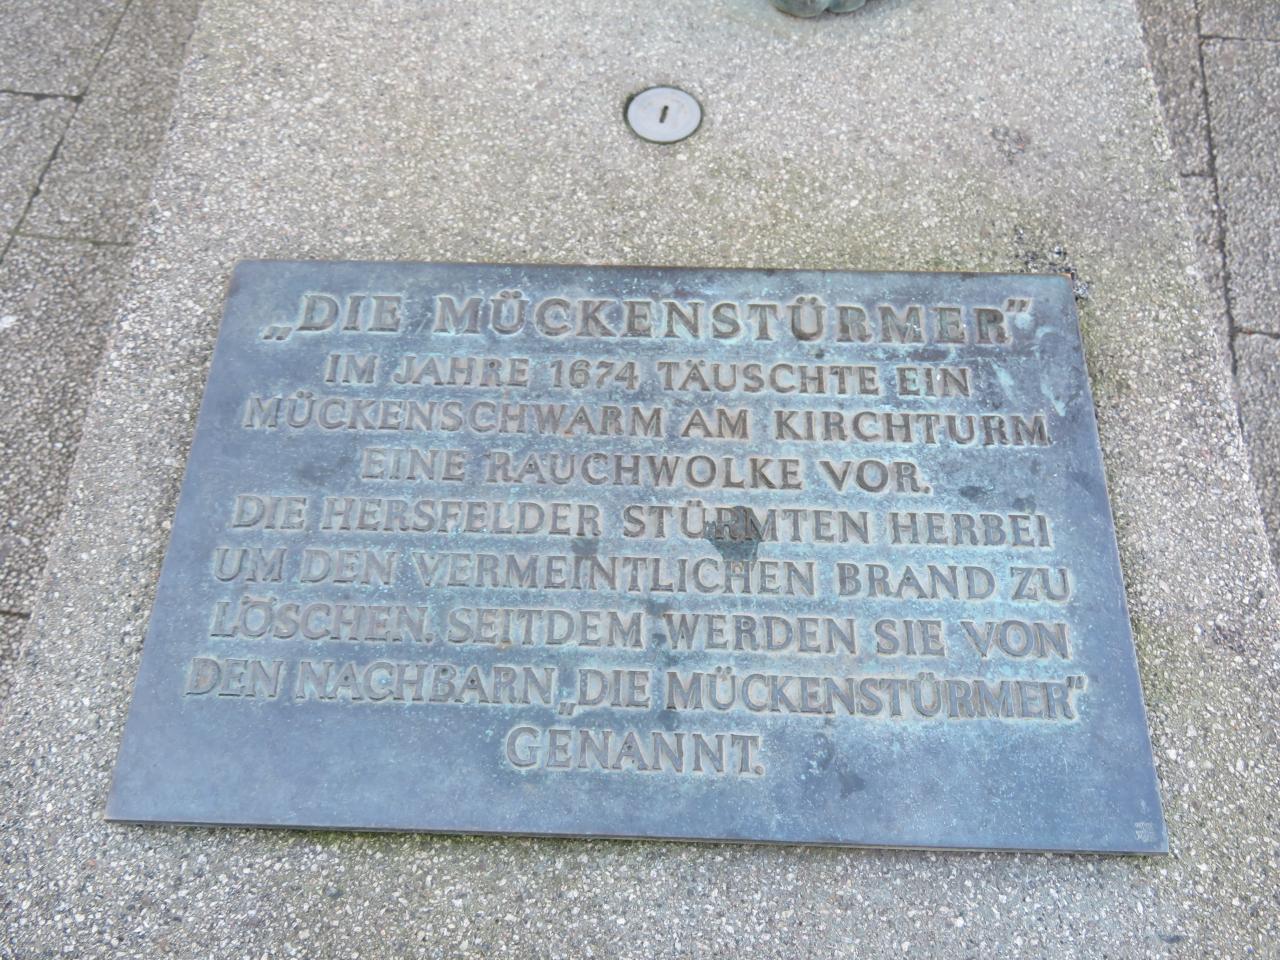 „DIE MÜCKENSTÜRMER”
IM JAHRE 1674 TÄUSCHTE EIN
MÜCKENSCHWARM AM KIRCHTURM
EINE RAUCHWOLKE VOR.
DIE HERSFELDER STÜRMTEN HERBEI
UM DEN VERMEINTLICHEN BRAND ZU
LÖSCHEN. SEITDEM WERDEN SIE VON
DEN NACHBARN „DIE MÜCKENSTÜRMER”
GENANNT.